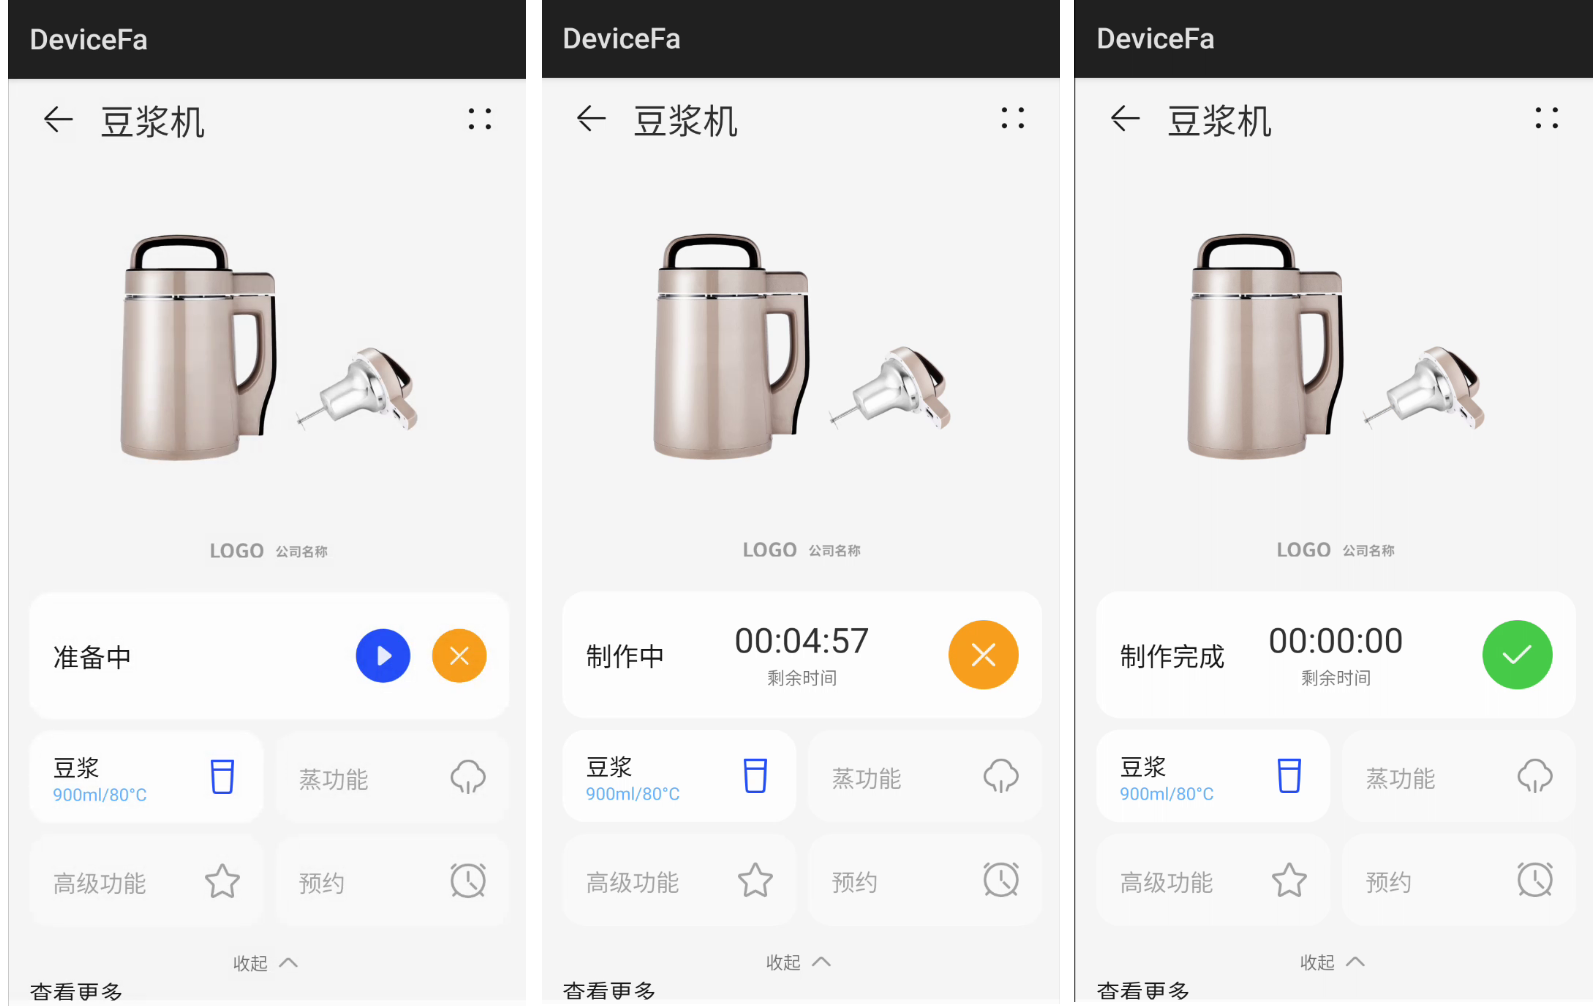 DeviceFa
豆浆机
LOGO 公司名称
准备中
豆浆
900ml/80°C
蒸功能
高级功能
预约
收起
查看更多
DeviceFa
豆浆机
LOGO 公司名称
制作中
00:04:57
剩余时间
豆浆
900ml/80°C
蒸功能
高级功能
预约
收起
查看更多
DeviceFa
豆浆机
LOGO 公司名称
制作完成
00:00:00
剩余时间
豆浆
900ml/80°C
蒸功能
高级功能
预约
收起
查看更多